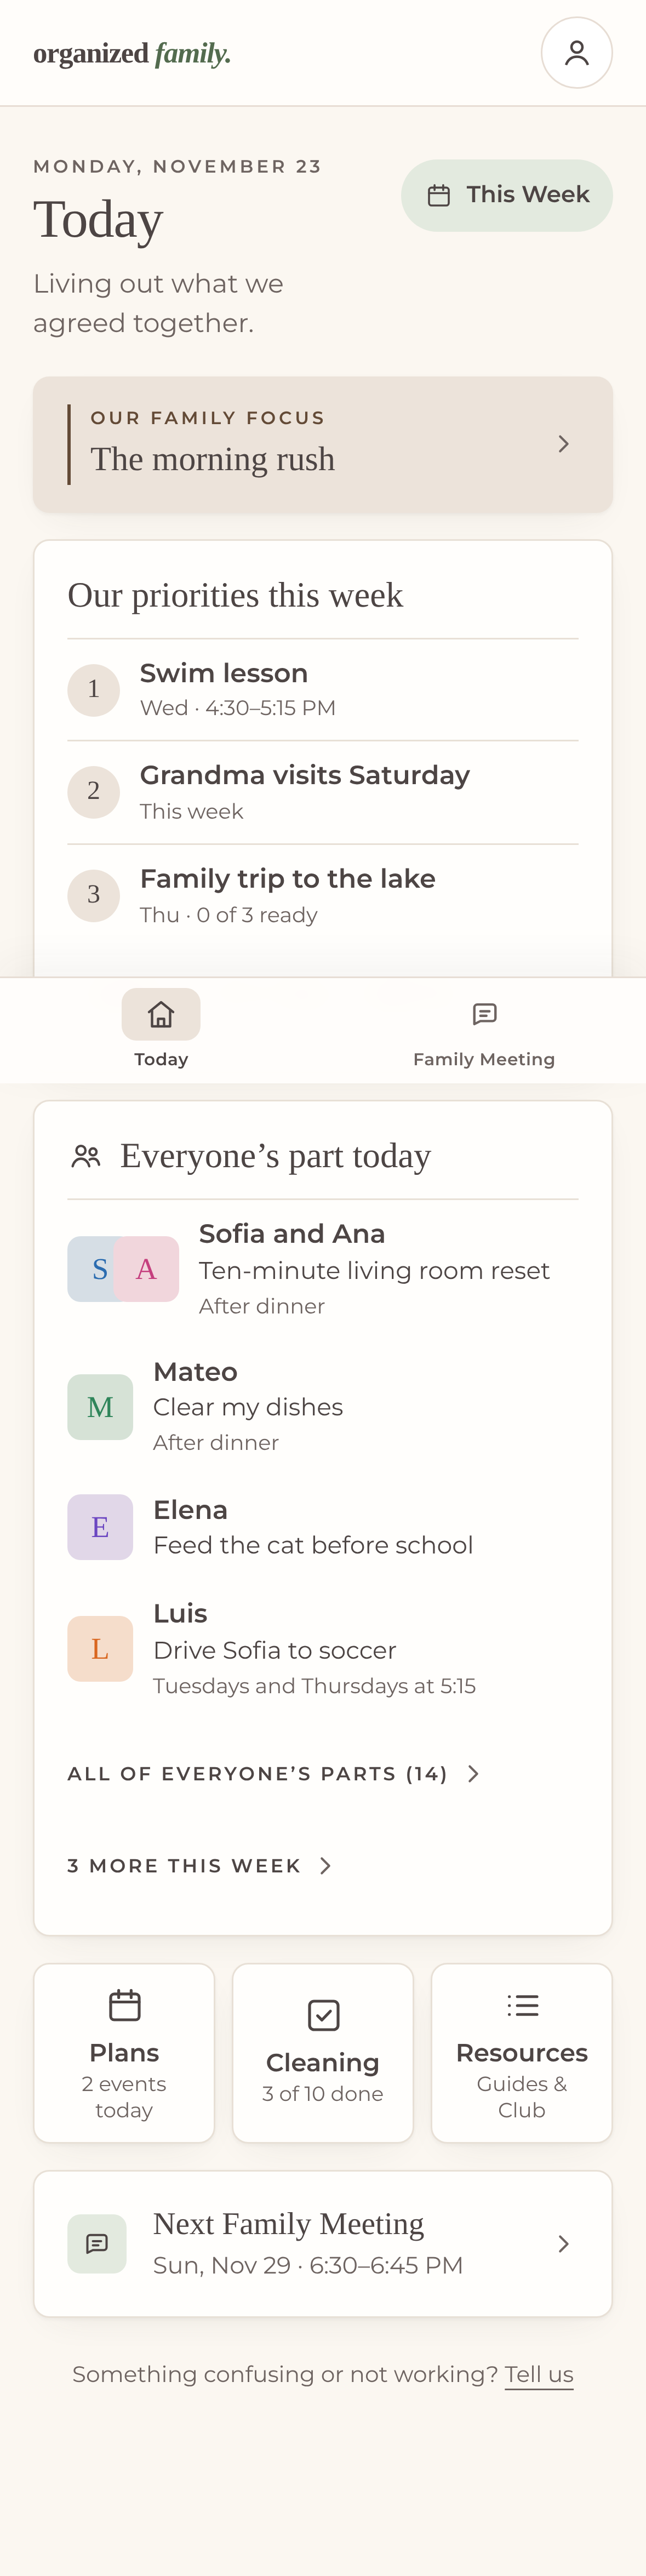 organized family.
MONDAY, NOVEMBER 23
This Week
Today
Living out what we
agreed together.
OUR FAMILY FOCUS
The morning rush
Our priorities this week
1
Swim lesson
Wed · 4:30–5:15 PM
2
Grandma visits Saturday
This week
3
Family trip to the lake
Thu · 0 of 3 ready
Today
Family Meeting
Everyone’s part today
S
A
Sofia and Ana
Ten-minute living room reset
After dinner
M
Mateo
Clear my dishes
After dinner
E
Elena
Feed the cat before school
L
Luis
Drive Sofia to soccer
Tuesdays and Thursdays at 5:15
ALL OF EVERYONE’S PARTS (14)
3 MORE THIS WEEK
Plans
2 events
today
Cleaning
3 of 10 done
Resources
Guides &
Club
Next Family Meeting
Sun, Nov 29 · 6:30–6:45 PM
Something confusing or not working? Tell us